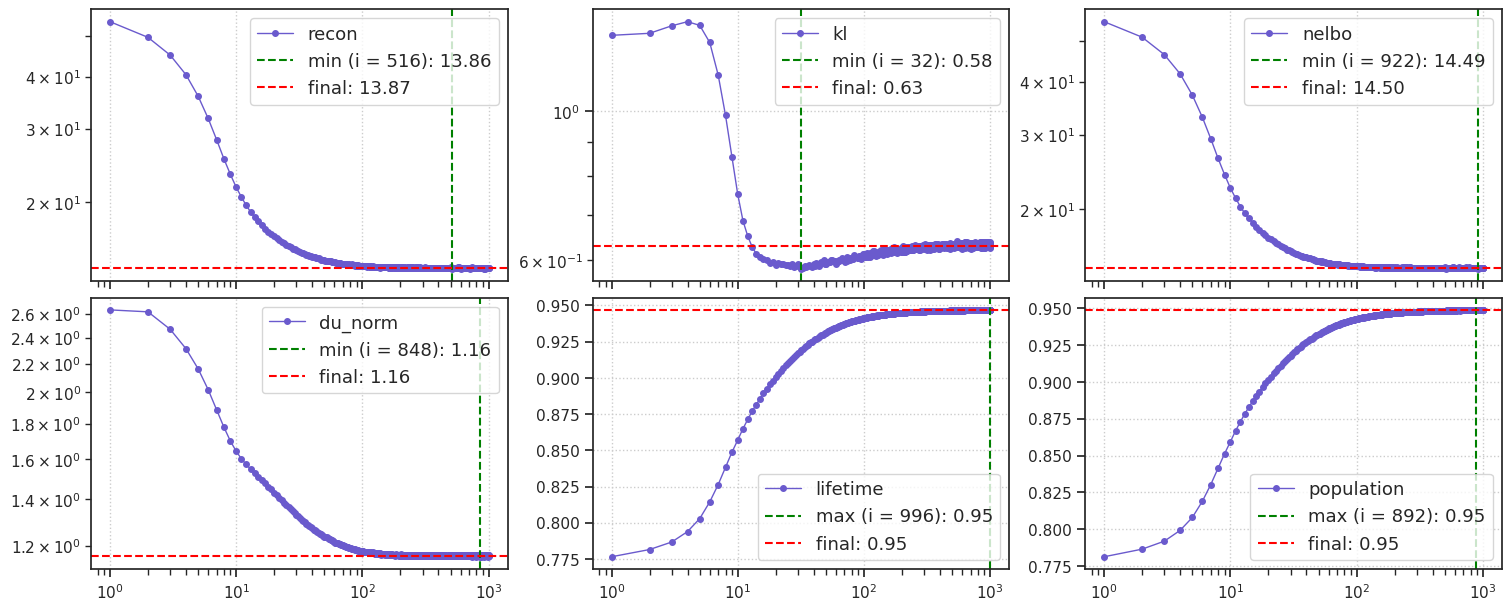 recon
min (i = 516): 13.86
final: 13.87
4 × 10¹
3 × 10¹
2 × 10¹
kl
min (i = 32): 0.58
final: 0.63
10⁰
6 × 10⁻¹
nelbo
min (i = 922): 14.49
final: 14.50
4 × 10¹
3 × 10¹
2 × 10¹
du_norm
min (i = 848): 1.16
final: 1.16
2.6 × 10⁰
2.4 × 10⁰
2.2 × 10⁰
2 × 10⁰
1.8 × 10⁰
1.6 × 10⁰
1.4 × 10⁰
1.2 × 10⁰
10⁰ 10¹ 10² 10³
0.950
0.925
0.900
0.875
0.850
0.825
0.800
0.775
lifetime
max (i = 996): 0.95
final: 0.95
10⁰ 10¹ 10² 10³
0.950
0.925
0.900
0.875
0.850
0.825
0.800
0.775
population
max (i = 892): 0.95
final: 0.95
10⁰ 10¹ 10² 10³